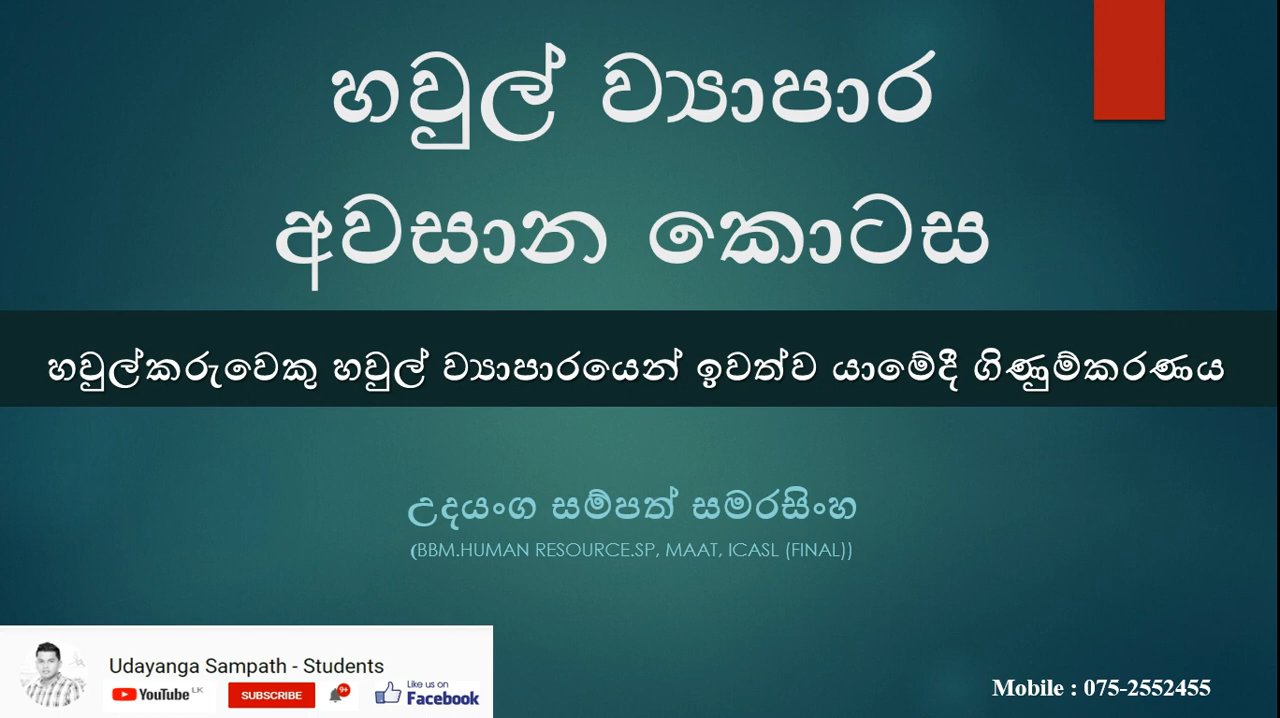 හවුල් ව්‍යාපාර
අවසාන කොටස
හවුල්කරුවෙකු හවුල් ව්‍යාපාරයෙන් ඉවත්ව යාමේදී ගිණුම්කරණය
උදයංග සම්පත් සමරසිංහ
(BBM.HUMAN RESOURCE.SP, MAAT, ICASL (FINAL))
Udayanga Sampath - Students
YouTube LK
SUBSCRIBE
9+
Like us on
Facebook
Mobile : 075-2552455